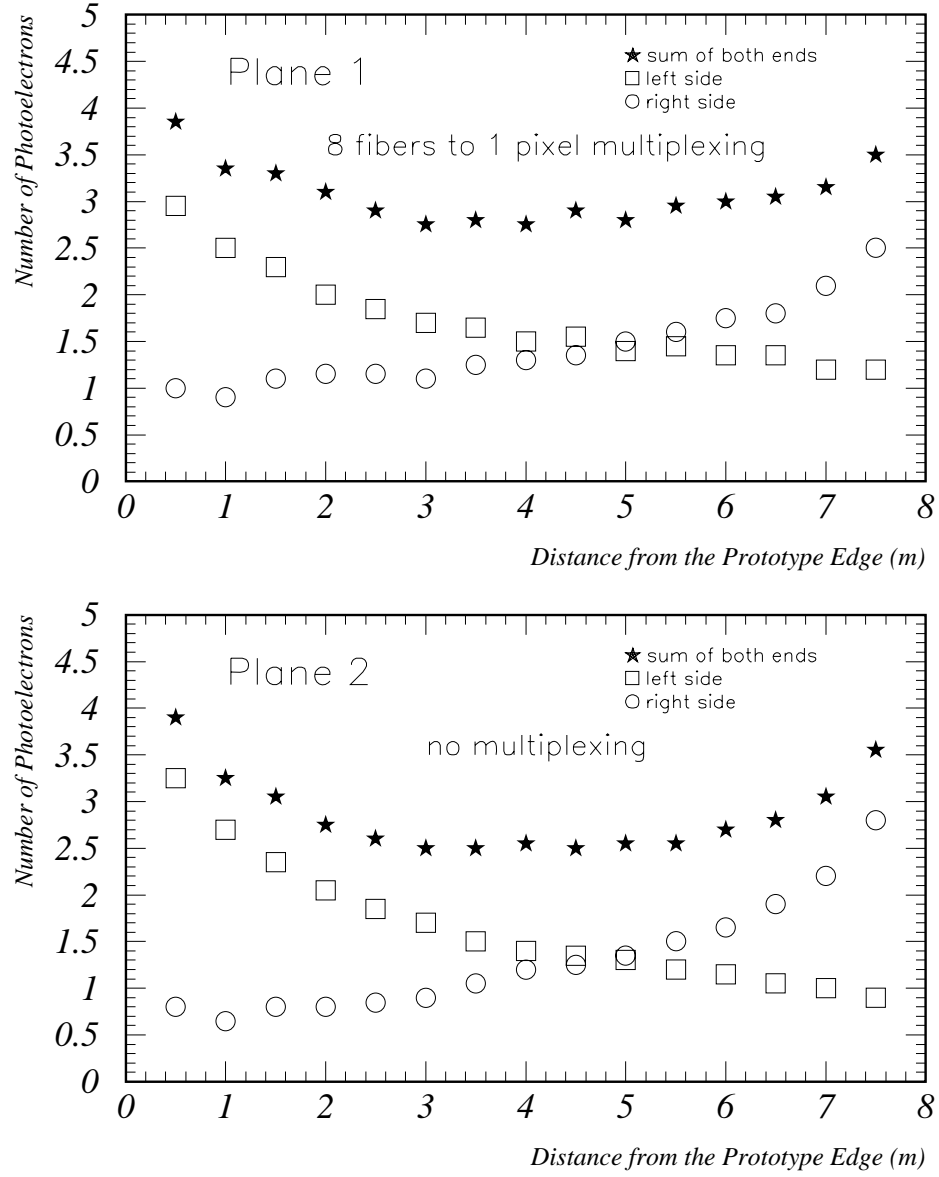 5
4.5
4
3.5
3
2.5
2
1.5
1
0.5
0
Number of Photoelectrons
Plane 1
sum of both ends
left side
right side
8 fibers to 1 pixel multiplexing
0 1 2 3 4 5 6 7 8
Distance from the Prototype Edge (m)
5
4.5
4
3.5
3
2.5
2
1.5
1
0.5
0
Number of Photoelectrons
Plane 2
sum of both ends
left side
right side
no multiplexing
0 1 2 3 4 5 6 7 8
Distance from the Prototype Edge (m)